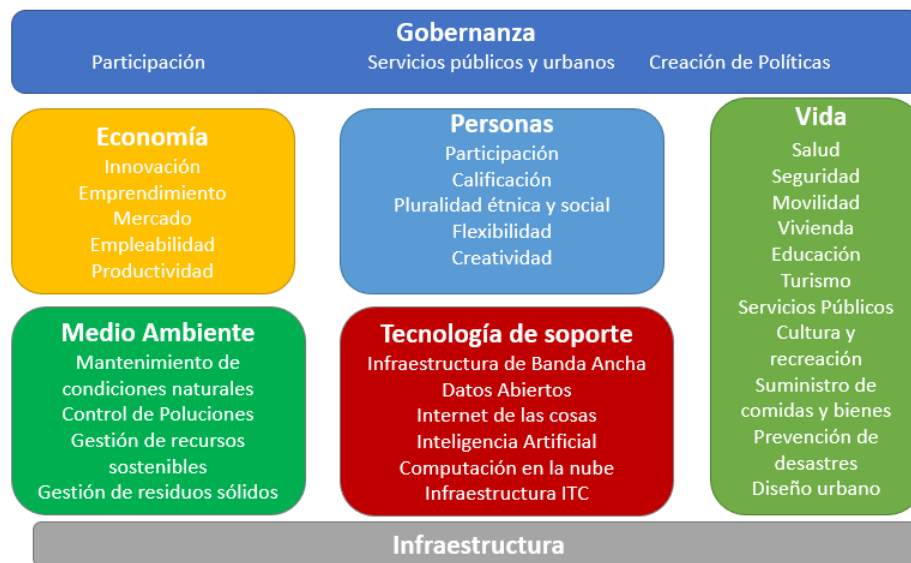 Gobernanza
Participación
Servicios públicos y urbanos
Creación de Políticas
Economía
Innovación
Emprendimiento
Mercado
Empleabilidad
Productividad
Personas
Participación
Calificación
Pluralidad étnica y social
Flexibilidad
Creatividad
Vida
Salud
Seguridad
Movilidad
Vivienda
Educación
Turismo
Servicios Públicos
Cultura y
recreación
Suministro de
comidas y bienes
Prevención de
desastres
Diseño urbano
Medio Ambiente
Mantenimiento de
condiciones naturales
Control de Poluciones
Gestión de recursos
sostenibles
Gestión de residuos sólidos
Tecnología de soporte
Infraestructura de Banda Ancha
Datos Abiertos
Internet de las cosas
Inteligencia Artificial
Computación en la nube
Infraestructura ITC
Infraestructura